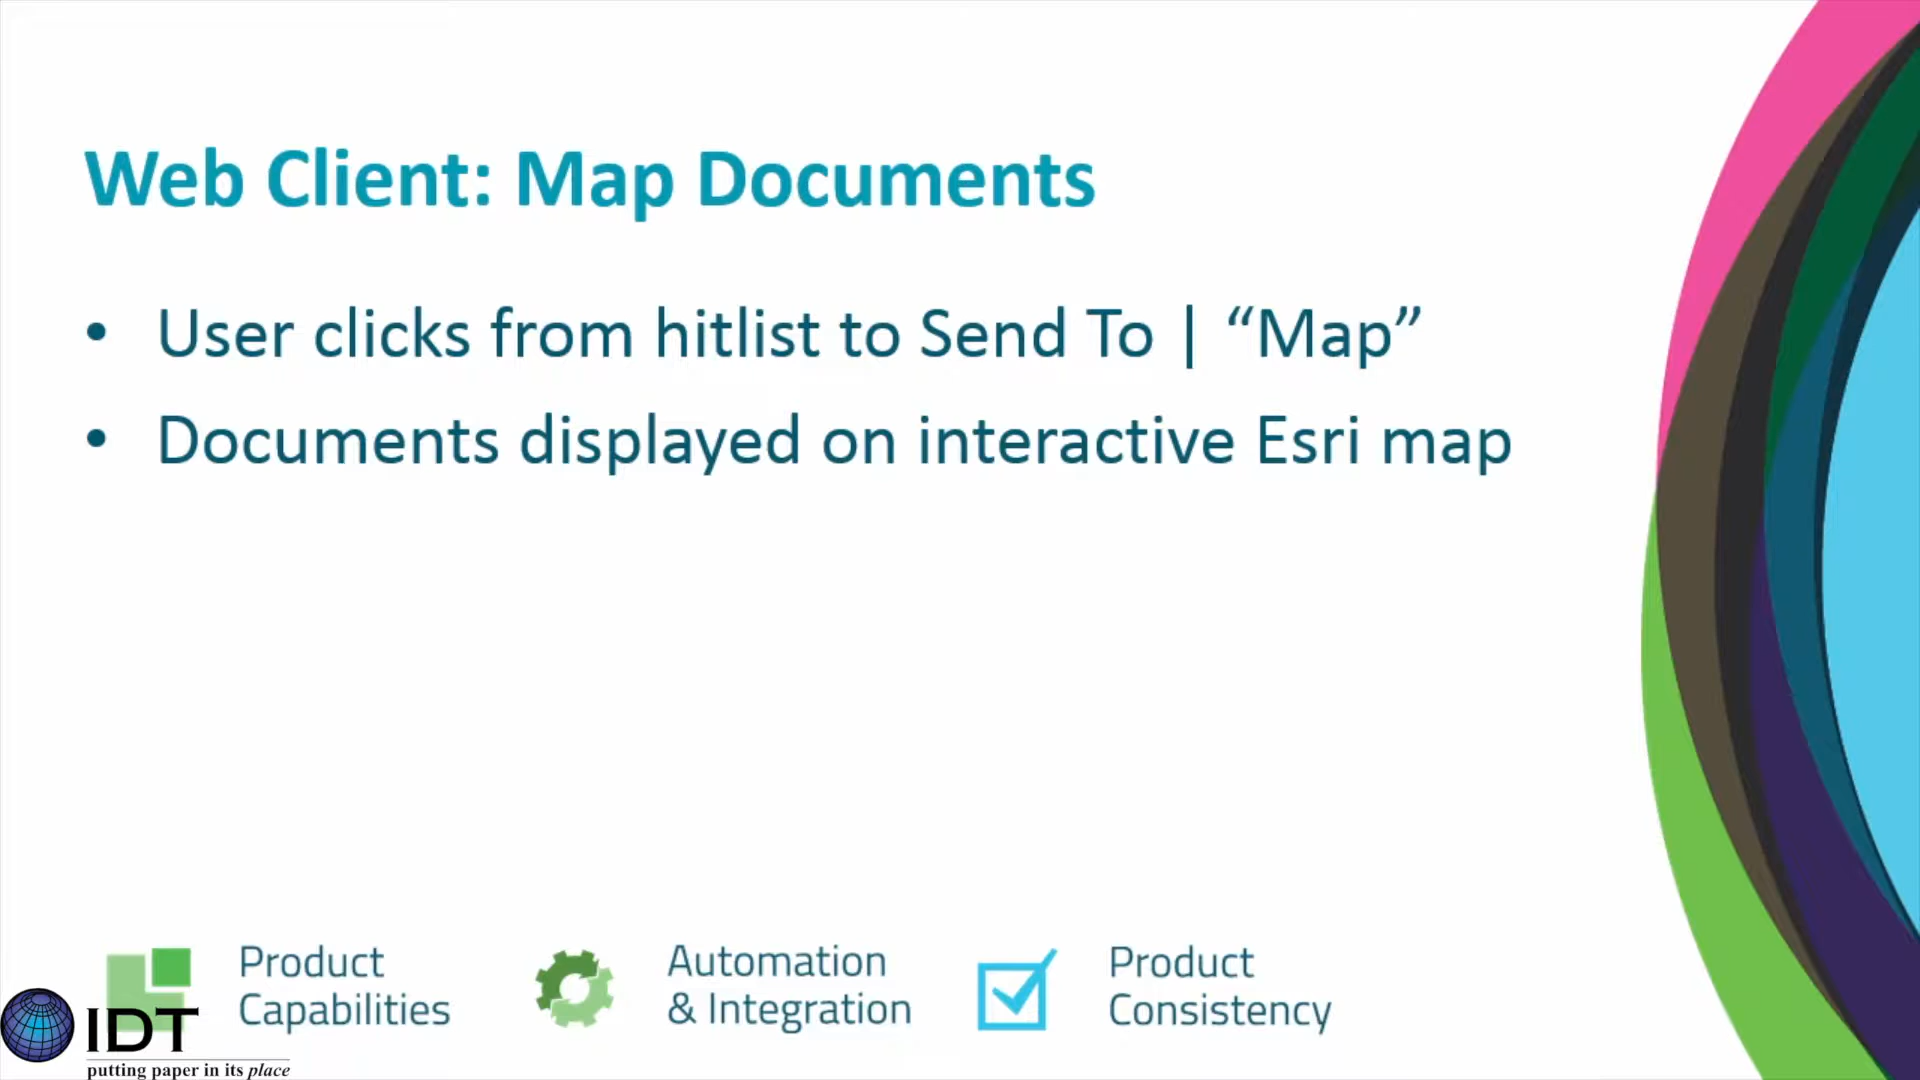 Web Client: Map Documents
• User clicks from hitlist to Send To | “Map”
• Documents displayed on interactive Esri map
Product
Capabilities
Automation
& Integration
Product
Consistency
IDT
putting paper in its place